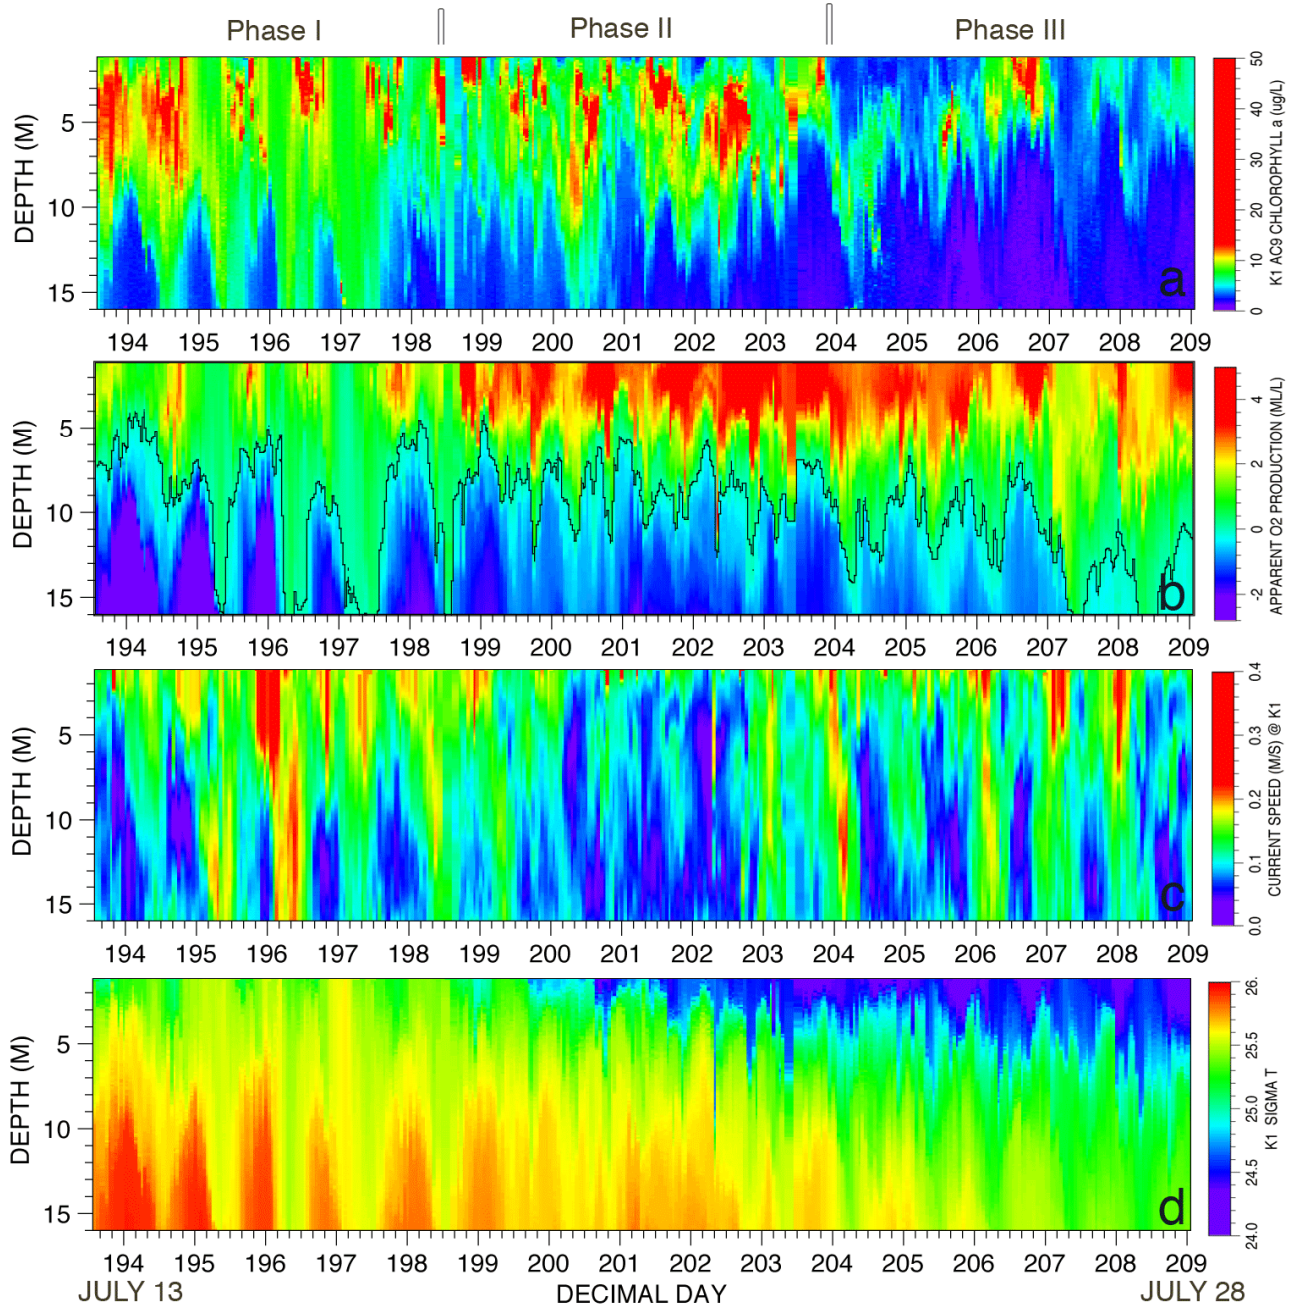 Phase I
Phase II
Phase III
DEPTH (M)
5
10
15
194 195 196 197 198 199 200 201 202 203 204 205 206 207 208 209
a
50
40
30
20
10
0
K1 AC9 CHLOROPHYLL a (ug/L)
DEPTH (M)
5
10
15
194 195 196 197 198 199 200 201 202 203 204 205 206 207 208 209
b
4
2
0
-2
APPARENT O2 PRODUCTION (ML/L)
DEPTH (M)
5
10
15
194 195 196 197 198 199 200 201 202 203 204 205 206 207 208 209
c
0.4
0.3
0.2
0.1
0.0
CURRENT SPEED (M/S) @ K1
DEPTH (M)
5
10
15
194 195 196 197 198 199 200 201 202 203 204 205 206 207 208 209
d
26.
25.5
25.0
24.5
24.0
K1 SIGMA T
JULY 13
DECIMAL DAY
JULY 28